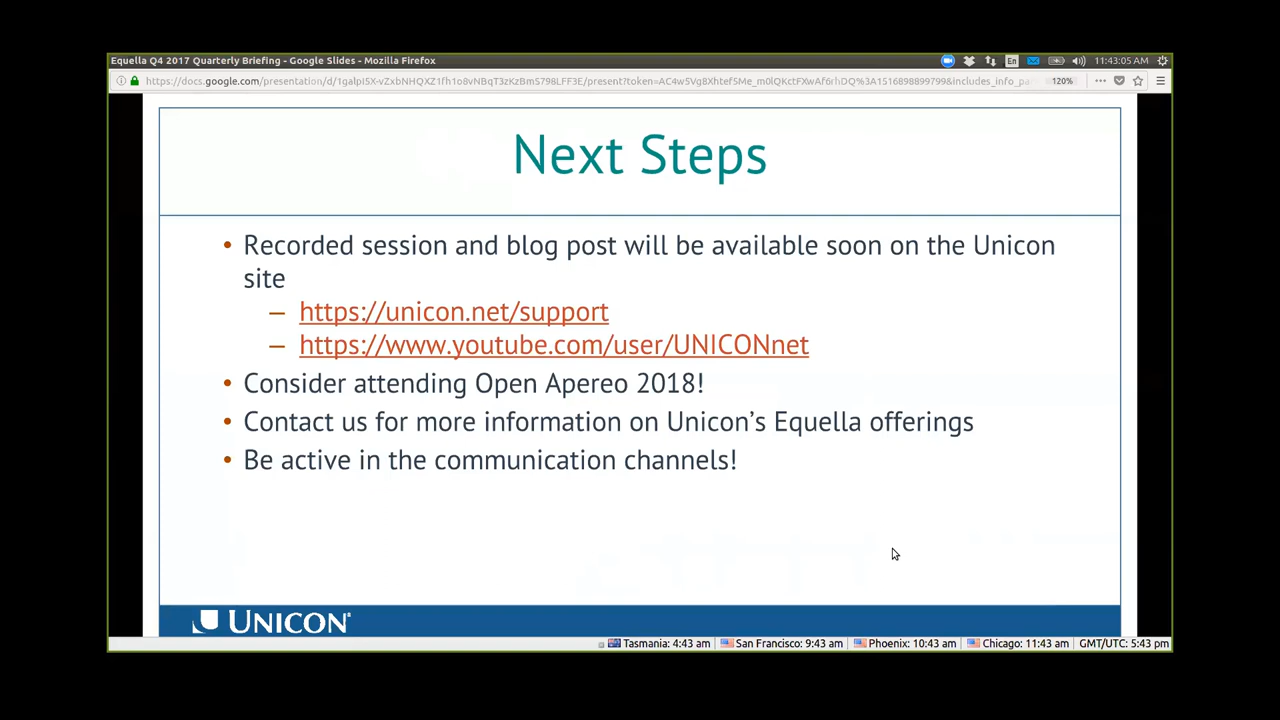 Equella Q4 2017 Quarterly Briefing - Google Slides - Mozilla Firefox
En
11:43:05 AM
120%
Next Steps
• Recorded session and blog post will be available soon on the Unicon
site
– https://unicon.net/support
– https://www.youtube.com/user/UNICONnet
• Consider attending Open Apereo 2018!
• Contact us for more information on Unicon's Equella offerings
• Be active in the communication channels!
UNICON®
Tasmania: 4:43 am San Francisco: 9:43 am Phoenix: 10:43 am Chicago: 11:43 am GMT/UTC: 5:43 pm